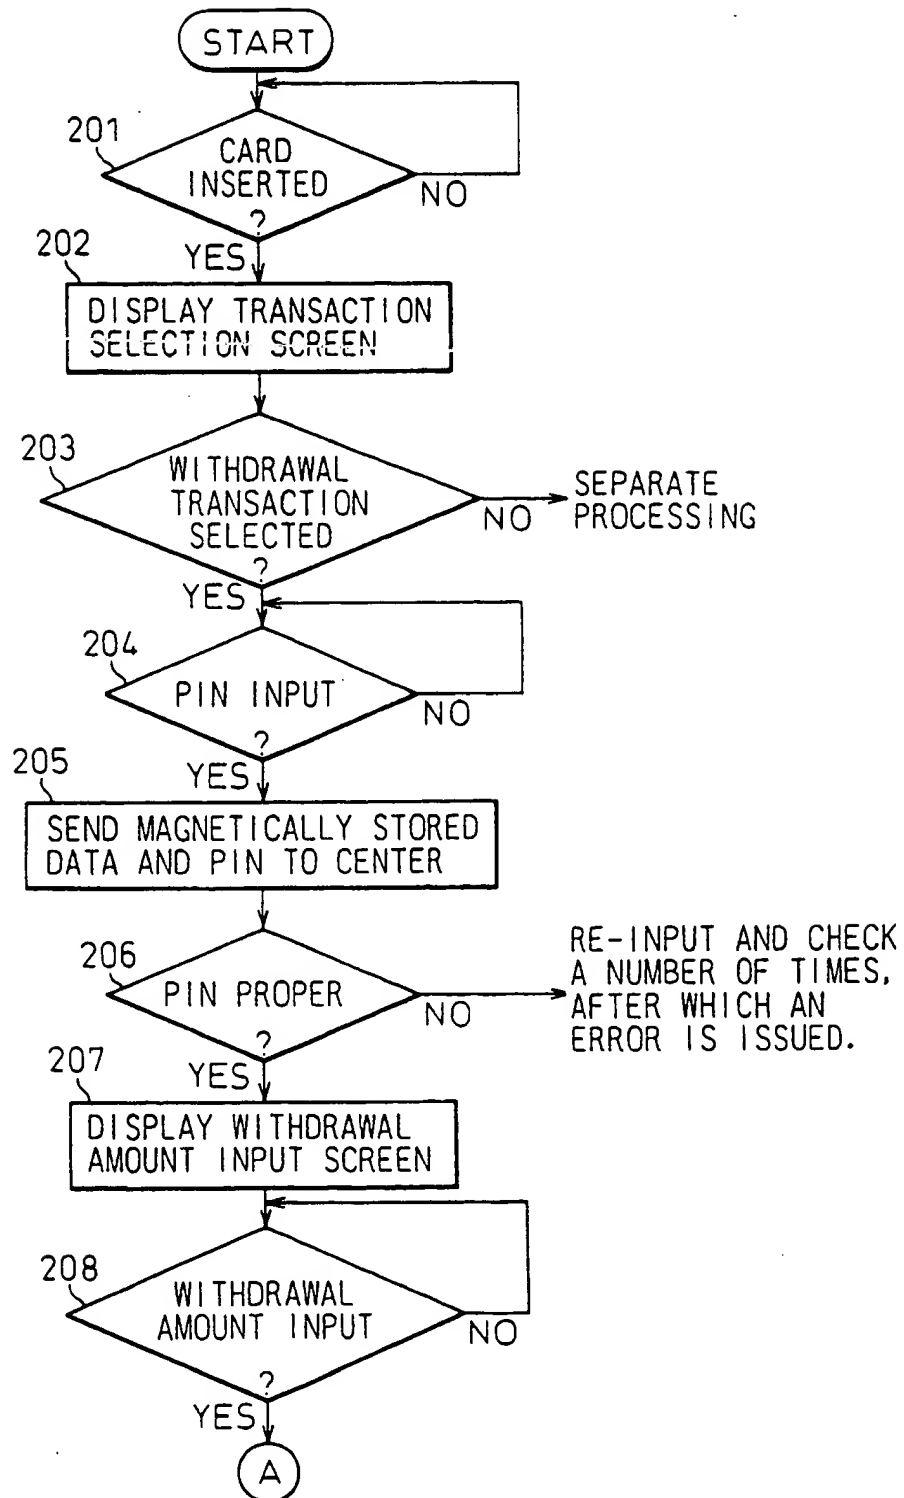 START
201
CARD
INSERTED
?
NO
YES
202
DISPLAY TRANSACTION
SELECTION SCREEN
203
WITHDRAWAL
TRANSACTION
SELECTED
?
NO
SEPARATE
PROCESSING
YES
204
PIN INPUT
?
NO
YES
205
SEND MAGNETICALLY STORED
DATA AND PIN TO CENTER
206
PIN PROPER
?
NO
RE-INPUT AND CHECK
A NUMBER OF TIMES,
AFTER WHICH AN
ERROR IS ISSUED.
YES
207
DISPLAY WITHDRAWAL
AMOUNT INPUT SCREEN
208
WITHDRAWAL
AMOUNT INPUT
?
NO
YES
A